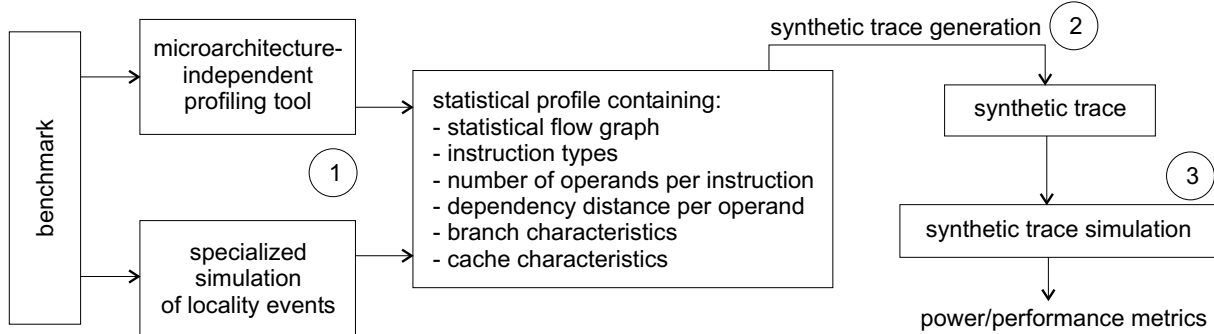 benchmark
microarchitecture-
independent
profiling tool
1
specialized
simulation
of locality events
statistical profile containing:
- statistical flow graph
- instruction types
- number of operands per instruction
- dependency distance per operand
- branch characteristics
- cache characteristics
synthetic trace generation
2
synthetic trace
3
synthetic trace simulation
power/performance metrics